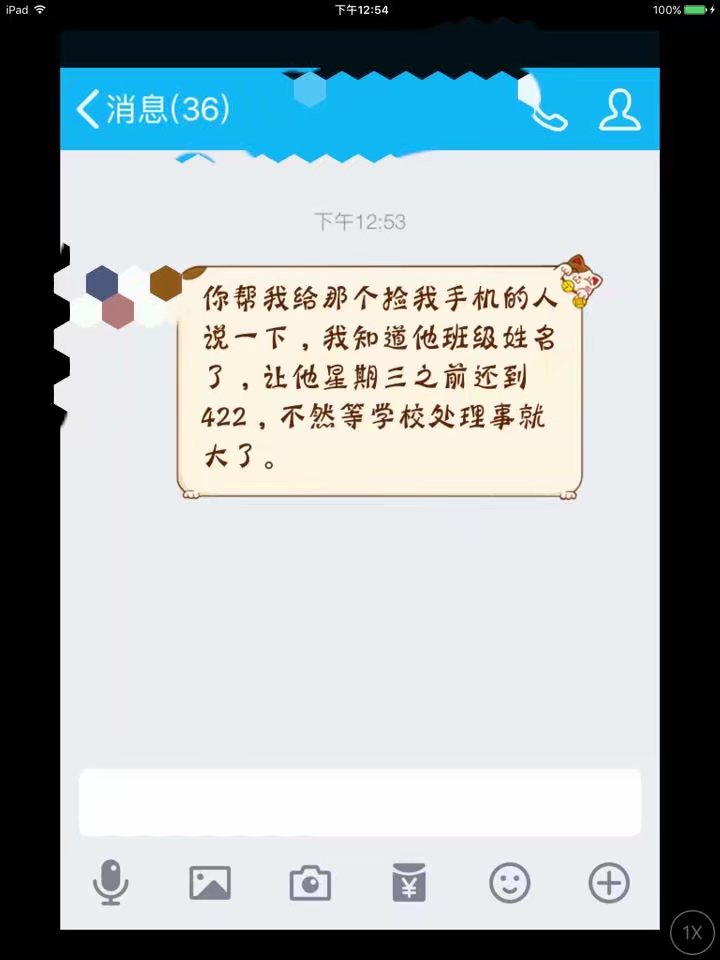 iPad 下午12:54 100%
消息(36)
下午12:53
你帮我给那个捡我手机的人
说一下，我知道他班级姓名
了，让他星期三之前还到
422，不然等学校处理事就
大了。
¥
1X